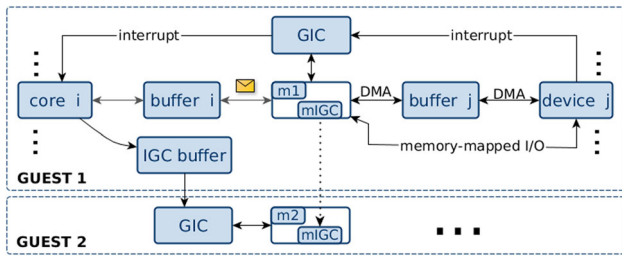 GIC
interrupt
interrupt
core i
buffer i
m1
mIGC
DMA
buffer j
DMA
device j
memory-mapped I/O
IGC buffer
GUEST 1
GIC
m2
mIGC
GUEST 2